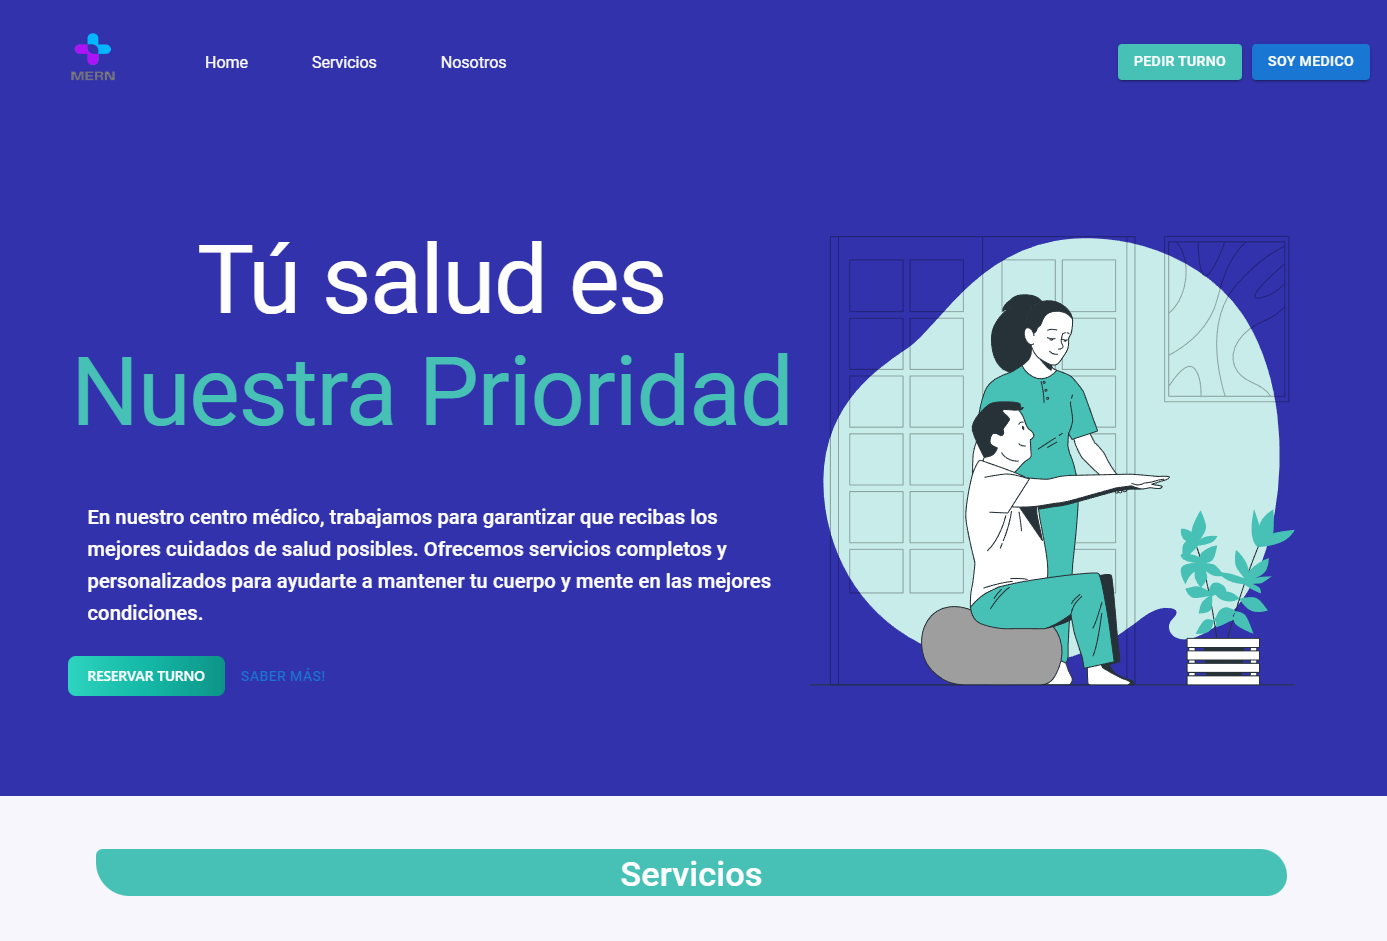 MERN
Home
Servicios
Nosotros
PEDIR TURNO
SOY MEDICO
Tú salud es
Nuestra Prioridad
En nuestro centro médico, trabajamos para garantizar que recibas los
mejores cuidados de salud posibles. Ofrecemos servicios completos y
personalizados para ayudarte a mantener tu cuerpo y mente en las mejores
condiciones.
RESERVAR TURNO
SABER MÁS!
Servicios